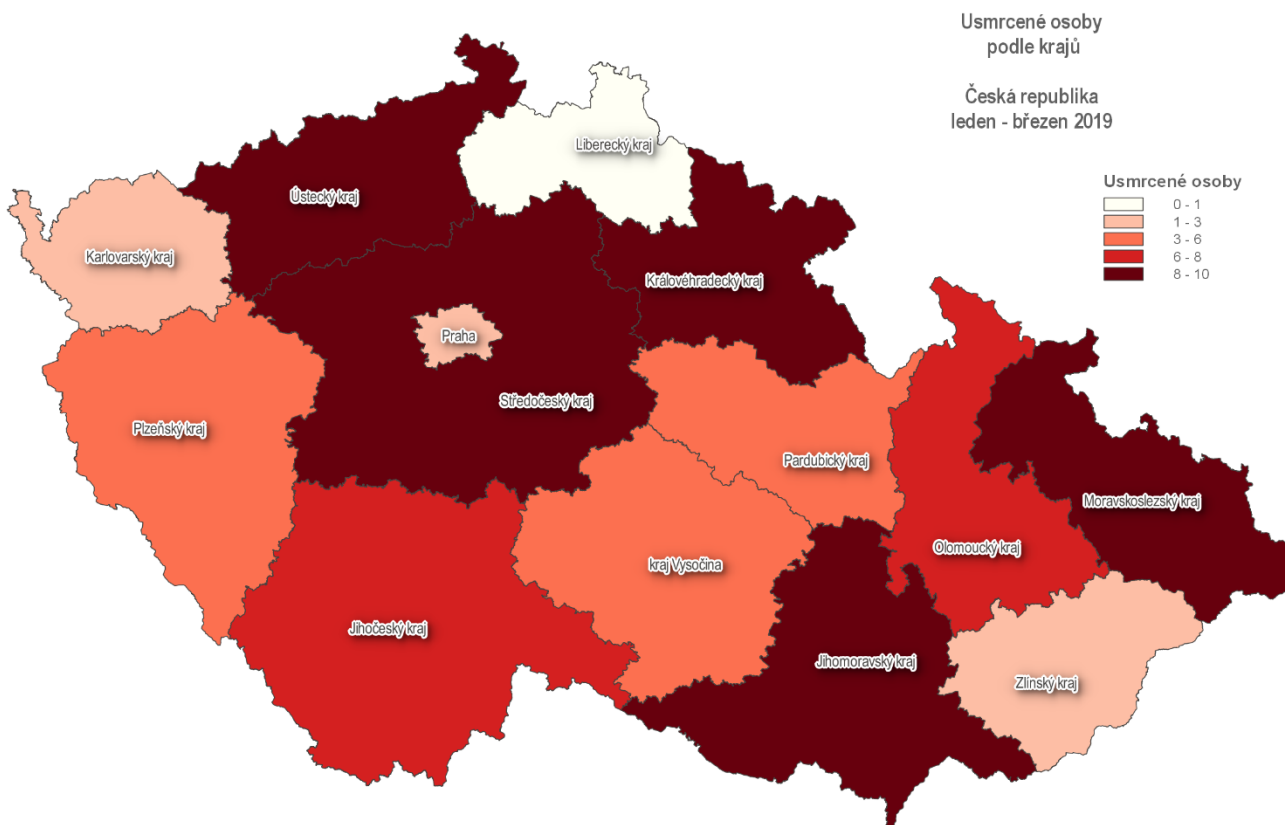 Usmrcené osoby
podle krajů
Česká republika
leden - březen 2019
Usmrcené osoby
0 - 1
1 - 3
3 - 6
6 - 8
8 - 10
Liberecký kraj
Ústecký kraj
Karlovarský kraj
Královéhradecký kraj
Praha
Středočeský kraj
Plzeňský kraj
Pardubický kraj
Moravskoslezský kraj
Olomoucký kraj
kraj Vysočina
Jihočeský kraj
Jihomoravský kraj
Zlínský kraj